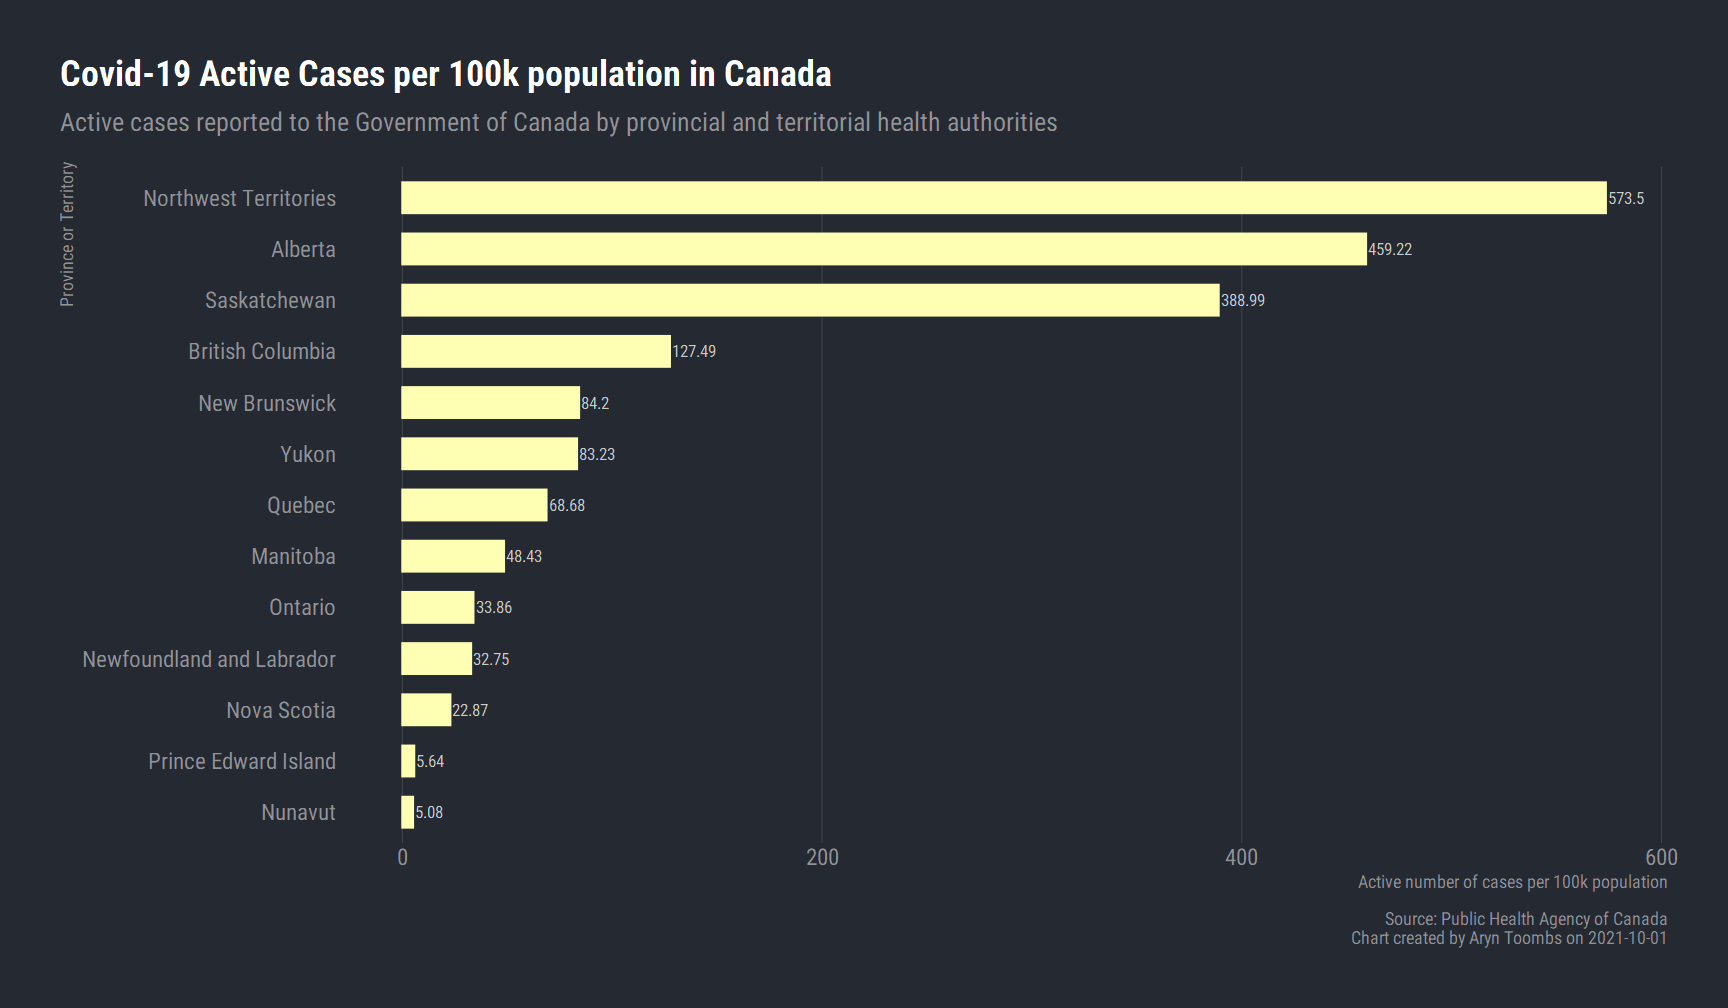 Covid-19 Active Cases per 100k population in Canada
Active cases reported to the Government of Canada by provincial and territorial health authorities
Province or Territory
Northwest Territories 573.5
Alberta 459.22
Saskatchewan 388.99
British Columbia 127.49
New Brunswick 84.2
Yukon 83.23
Quebec 68.68
Manitoba 48.43
Ontario 33.86
Newfoundland and Labrador 32.75
Nova Scotia 22.87
Prince Edward Island 5.64
Nunavut 5.08
0 200 400 600
Active number of cases per 100k population
Source: Public Health Agency of Canada
Chart created by Aryn Toombs on 2021-10-01